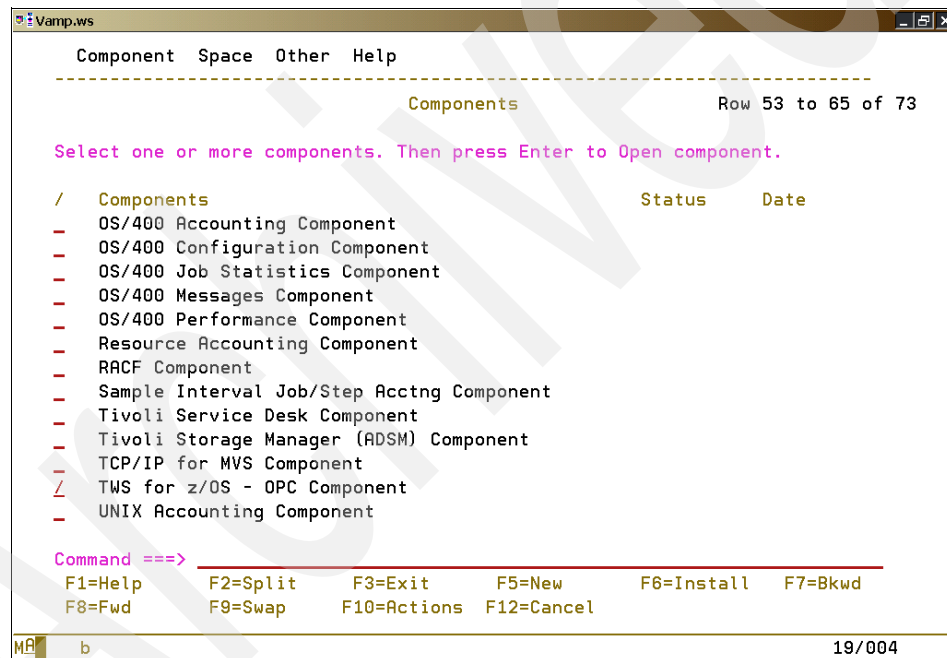 Vamp.ws
Component Space Other Help
--------------------------------------------------------------------------
Components Row 53 to 65 of 73
Select one or more components. Then press Enter to Open component.
/ Components Status Date
_ OS/400 Accounting Component
_ OS/400 Configuration Component
_ OS/400 Job Statistics Component
_ OS/400 Messages Component
_ OS/400 Performance Component
_ Resource Accounting Component
_ RACF Component
_ Sample Interval Job/Step Acctng Component
_ Tivoli Service Desk Component
_ Tivoli Storage Manager (ADSM) Component
_ TCP/IP for MVS Component
/ TWS for z/OS - OPC Component
_ UNIX Accounting Component
Command ===>
F1=Help F2=Split F3=Exit F5=New F6=Install F7=Bkwd
F8=Fwd F9=Swap F10=Actions F12=Cancel
MA b 19/004